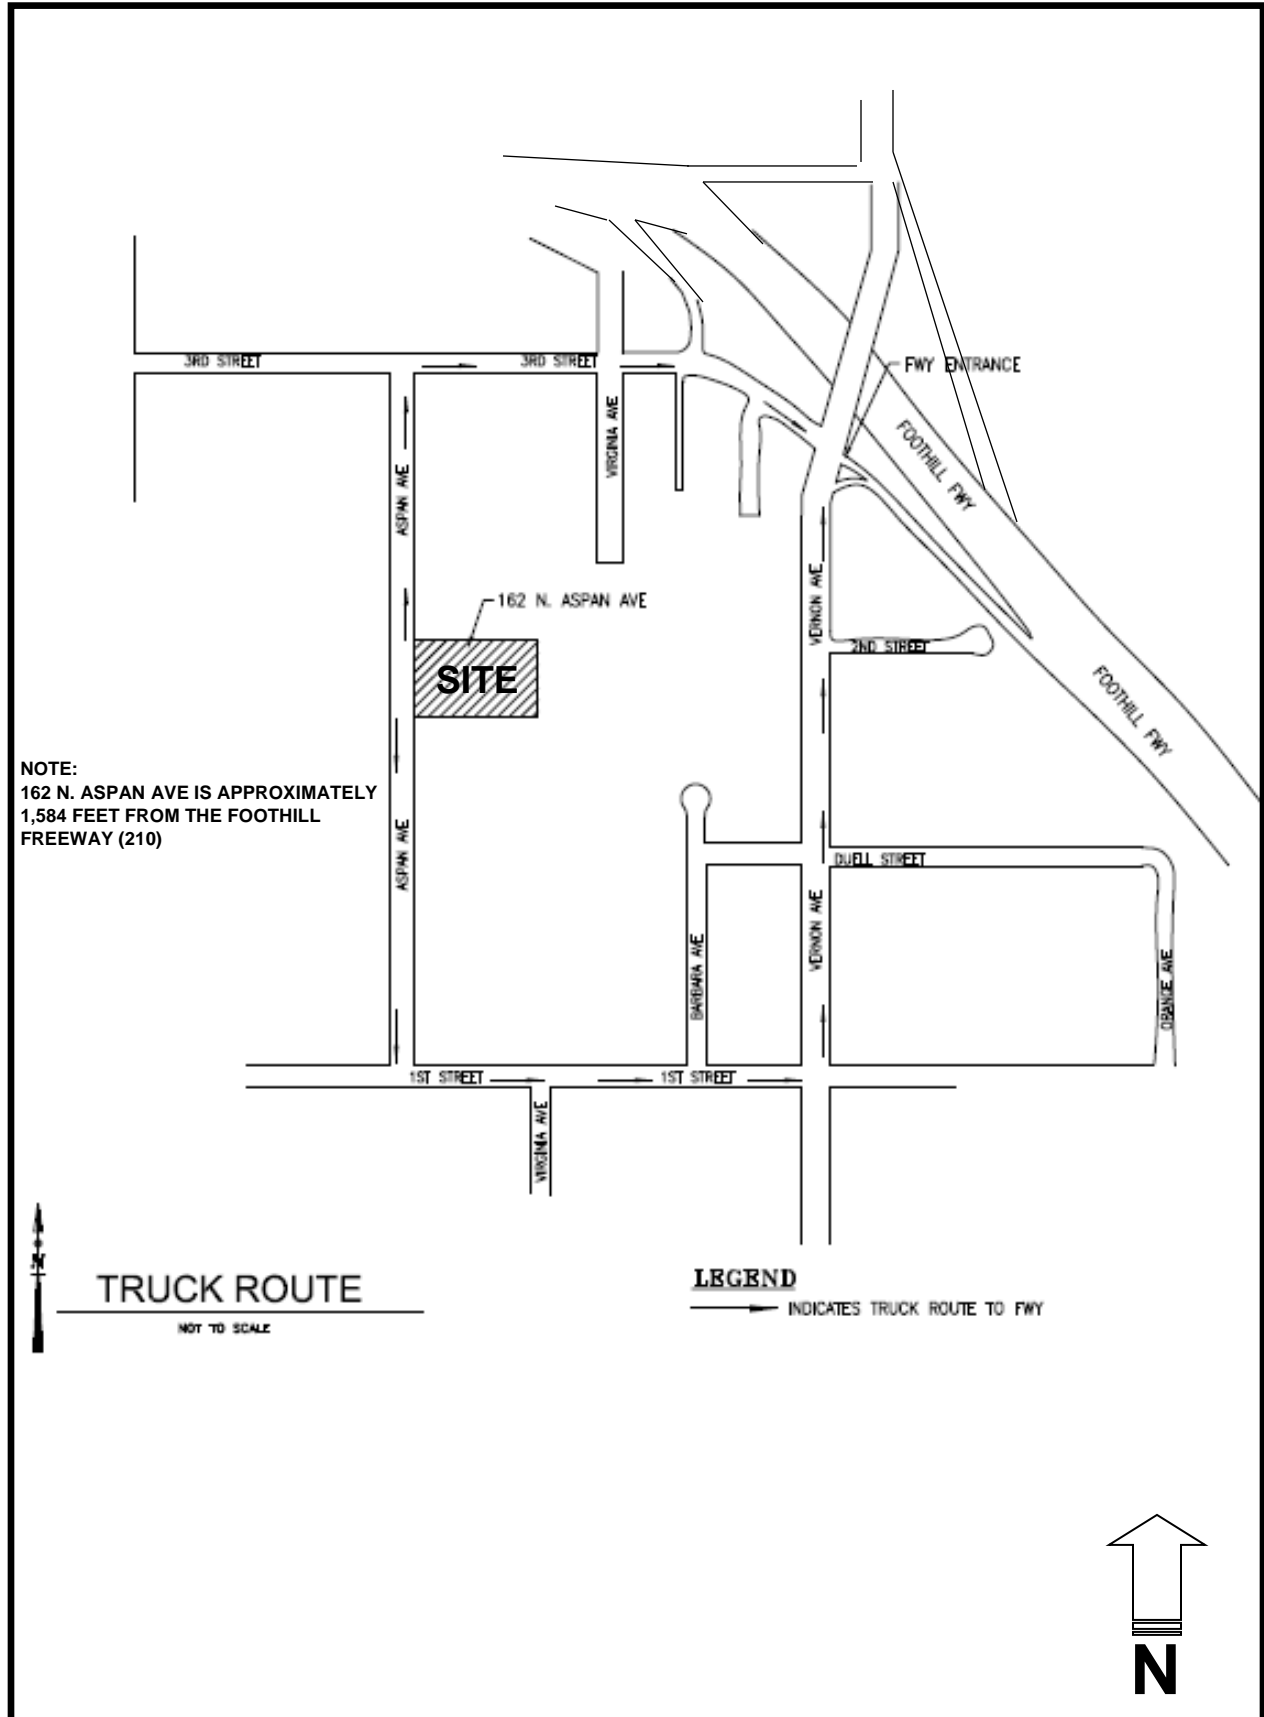 3RD STREET
3RD STREET
FWY ENTRANCE
VIRGINIA AVE
FOOTHILL FWY
ASPAN AVE
162 N. ASPAN AVE
VERNON AVE
2ND STREET
SITE
FOOTHILL FWY
NOTE:
162 N. ASPAN AVE IS APPROXIMATELY
1,584 FEET FROM THE FOOTHILL
FREEWAY (210)
ASPAN AVE
DUELL STREET
VERNON AVE
BARBARA AVE
ORANGE AVE
1ST STREET
1ST STREET
VIRGINIA AVE
N
TRUCK ROUTE
NOT TO SCALE
LEGEND
INDICATES TRUCK ROUTE TO FWY
N